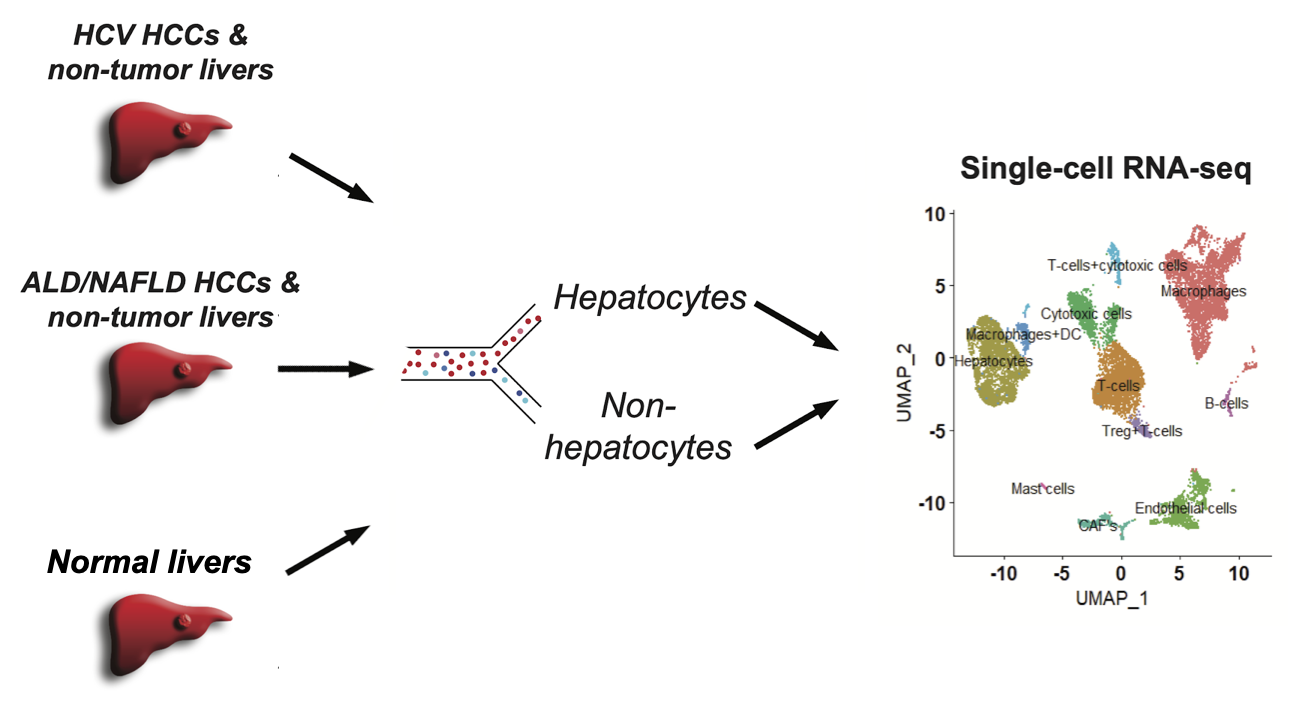 HCV HCCs &
non-tumor livers
ALD/NAFLD HCCs &
non-tumor livers
Normal livers
Hepatocytes
Non-
hepatocytes
Single-cell RNA-seq
10
5
0
-5
-10
UMAP_2
T-cells+cytotoxic cells
Macrophages
Cytotoxic cells
Macrophages+DC
Hepatocytes
T-cells
B-cells
Treg+T-cells
Mast cells
Endothelial cells
CAFs
-10 -5 0 5 10
UMAP_1